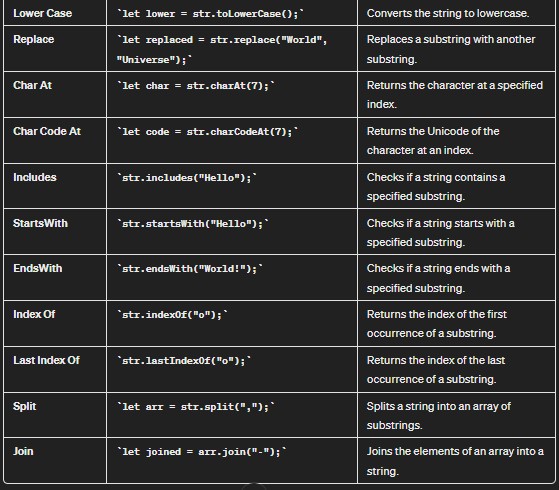 Lower Case `let lower = str.toLowerCase();` Converts the string to lowercase.
Replace `let replaced = str.replace("World", Replaces a substring with another
"Universe");` substring.
Char At `let char = str.charAt(7);` Returns the character at a specified
index.
Char Code At `let code = str.charCodeAt(7);` Returns the Unicode of the
character at an index.
Includes `str.includes("Hello");` Checks if a string contains a
specified substring.
StartsWith `str.startsWith("Hello");` Checks if a string starts with a
specified substring.
EndsWith `str.endsWith("World!");` Checks if a string ends with a
specified substring.
Index Of `str.indexOf("o");` Returns the index of the first
occurrence of a substring.
Last Index Of `str.lastIndexOf("o");` Returns the index of the last
occurrence of a substring.
Split `let arr = str.split(",");` Splits a string into an array of
substrings.
Join `let joined = arr.join("-");` Joins the elements of an array into a
string.